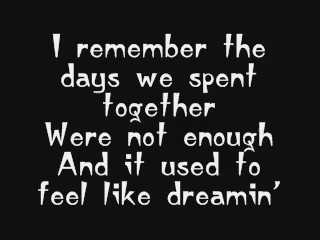 I remember the
days we spent
together
Were not enough
And it used to
feel like dreamin'